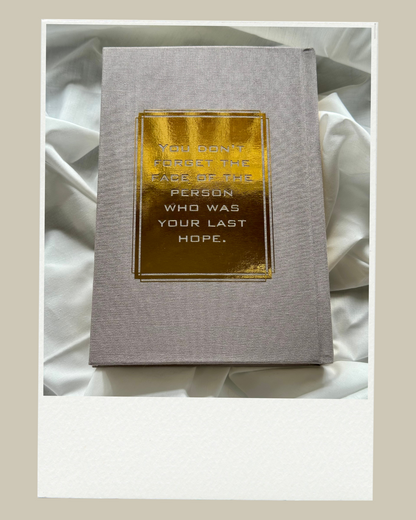 You don't
forget the
face of the
person
who was
your last
hope.